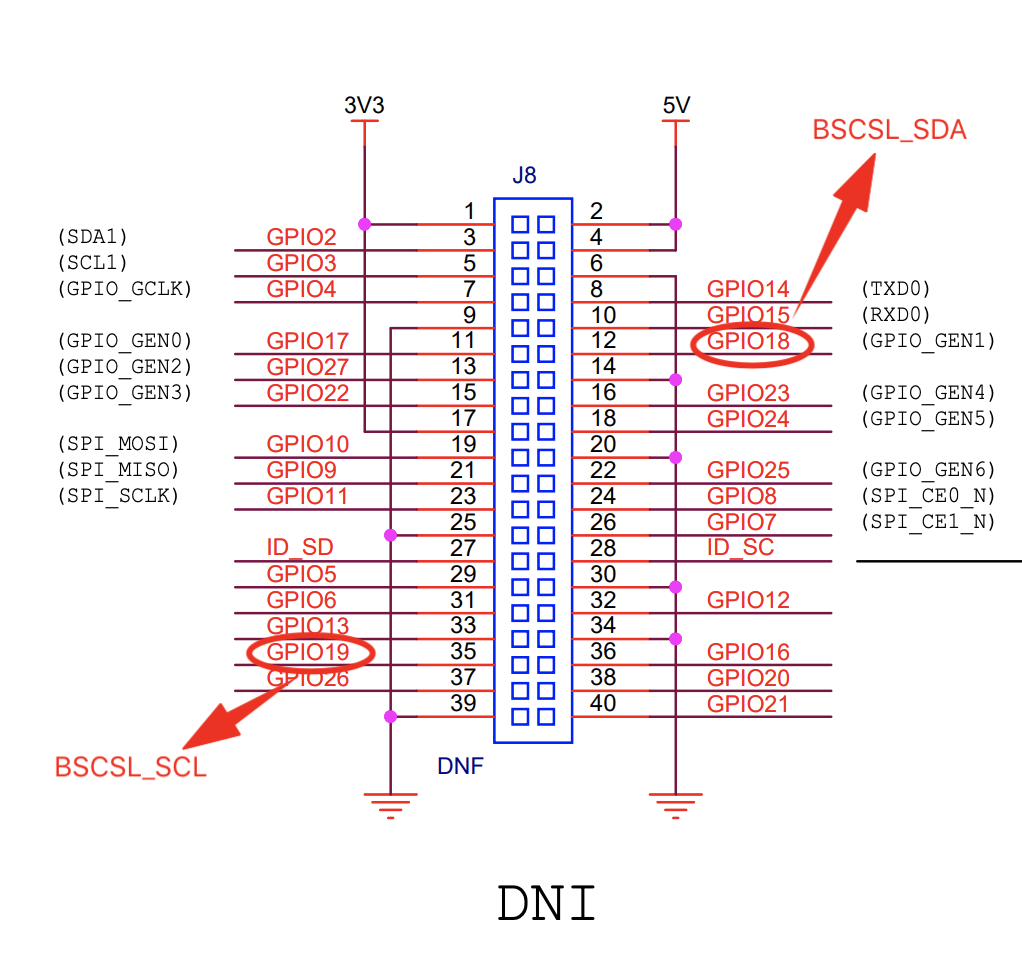 3V3 5V
BSCSL_SDA
J8
1 2
(SDA1) GPIO2 3 4
(SCL1) GPIO3 5 6
(GPIO_GCLK) GPIO4 7 8 GPIO14 (TXD0)
9 10 GPIO15 (RXD0)
(GPIO_GEN0) GPIO17 11 12 GPIO18 (GPIO_GEN1)
(GPIO_GEN2) GPIO27 13 14
(GPIO_GEN3) GPIO22 15 16 GPIO23 (GPIO_GEN4)
17 18 GPIO24 (GPIO_GEN5)
(SPI_MOSI) GPIO10 19 20
(SPI_MISO) GPIO9 21 22 GPIO25 (GPIO_GEN6)
(SPI_SCLK) GPIO11 23 24 GPIO8 (SPI_CE0_N)
25 26 GPIO7 (SPI_CE1_N)
ID_SD 27 28 ID_SC
GPIO5 29 30
GPIO6 31 32 GPIO12
GPIO13 33 34
GPIO19 35 36 GPIO16
GPIO26 37 38 GPIO20
39 40 GPIO21
BSCSL_SCL
DNF
DNI